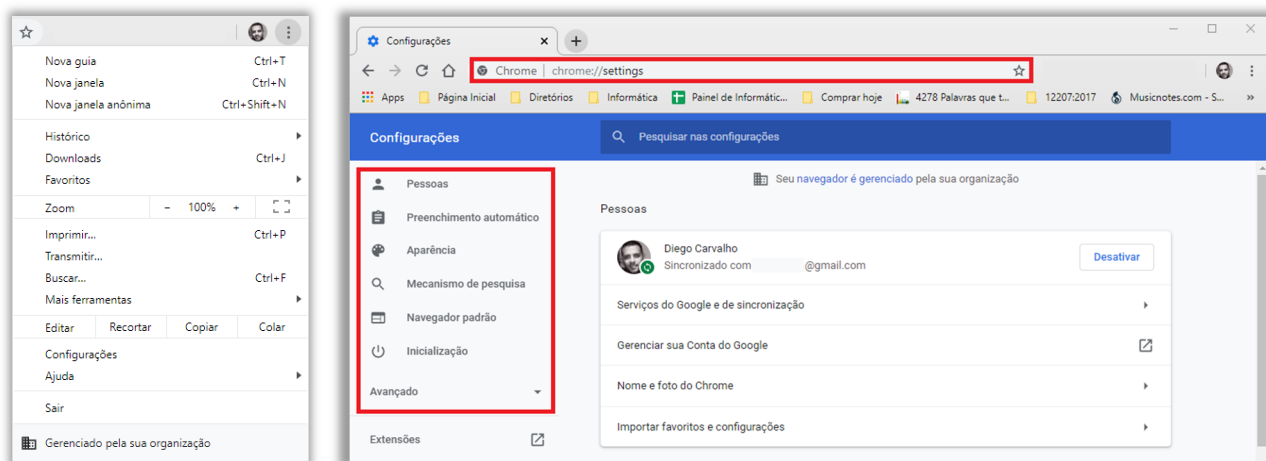 Nova guia Ctrl+T
Nova janela Ctrl+N
Nova janela anônima Ctrl+Shift+N
Histórico
Downloads Ctrl+J
Favoritos
Zoom - 100% +
Imprimir... Ctrl+P
Transmitir...
Buscar... Ctrl+F
Mais ferramentas
Editar Recortar Copiar Colar
Configurações
Ajuda
Sair
Gerenciado pela sua organização
Configurações
Chrome | chrome://settings
Apps Página Inicial Diretórios Informática Painel de Informátic... Comprar hoje 4278 Palavras que t... 12207:2017 Musicnotes.com - S... »
Configurações Pesquisar nas configurações
Seu navegador é gerenciado pela sua organização
Pessoas
Preenchimento automático
Aparência
Mecanismo de pesquisa
Navegador padrão
Inicialização
Avançado
Extensões
Pessoas
Diego Carvalho
Sincronizado com @gmail.com
Desativar
Serviços do Google e de sincronização
Gerenciar sua Conta do Google
Nome e foto do Chrome
Importar favoritos e configurações